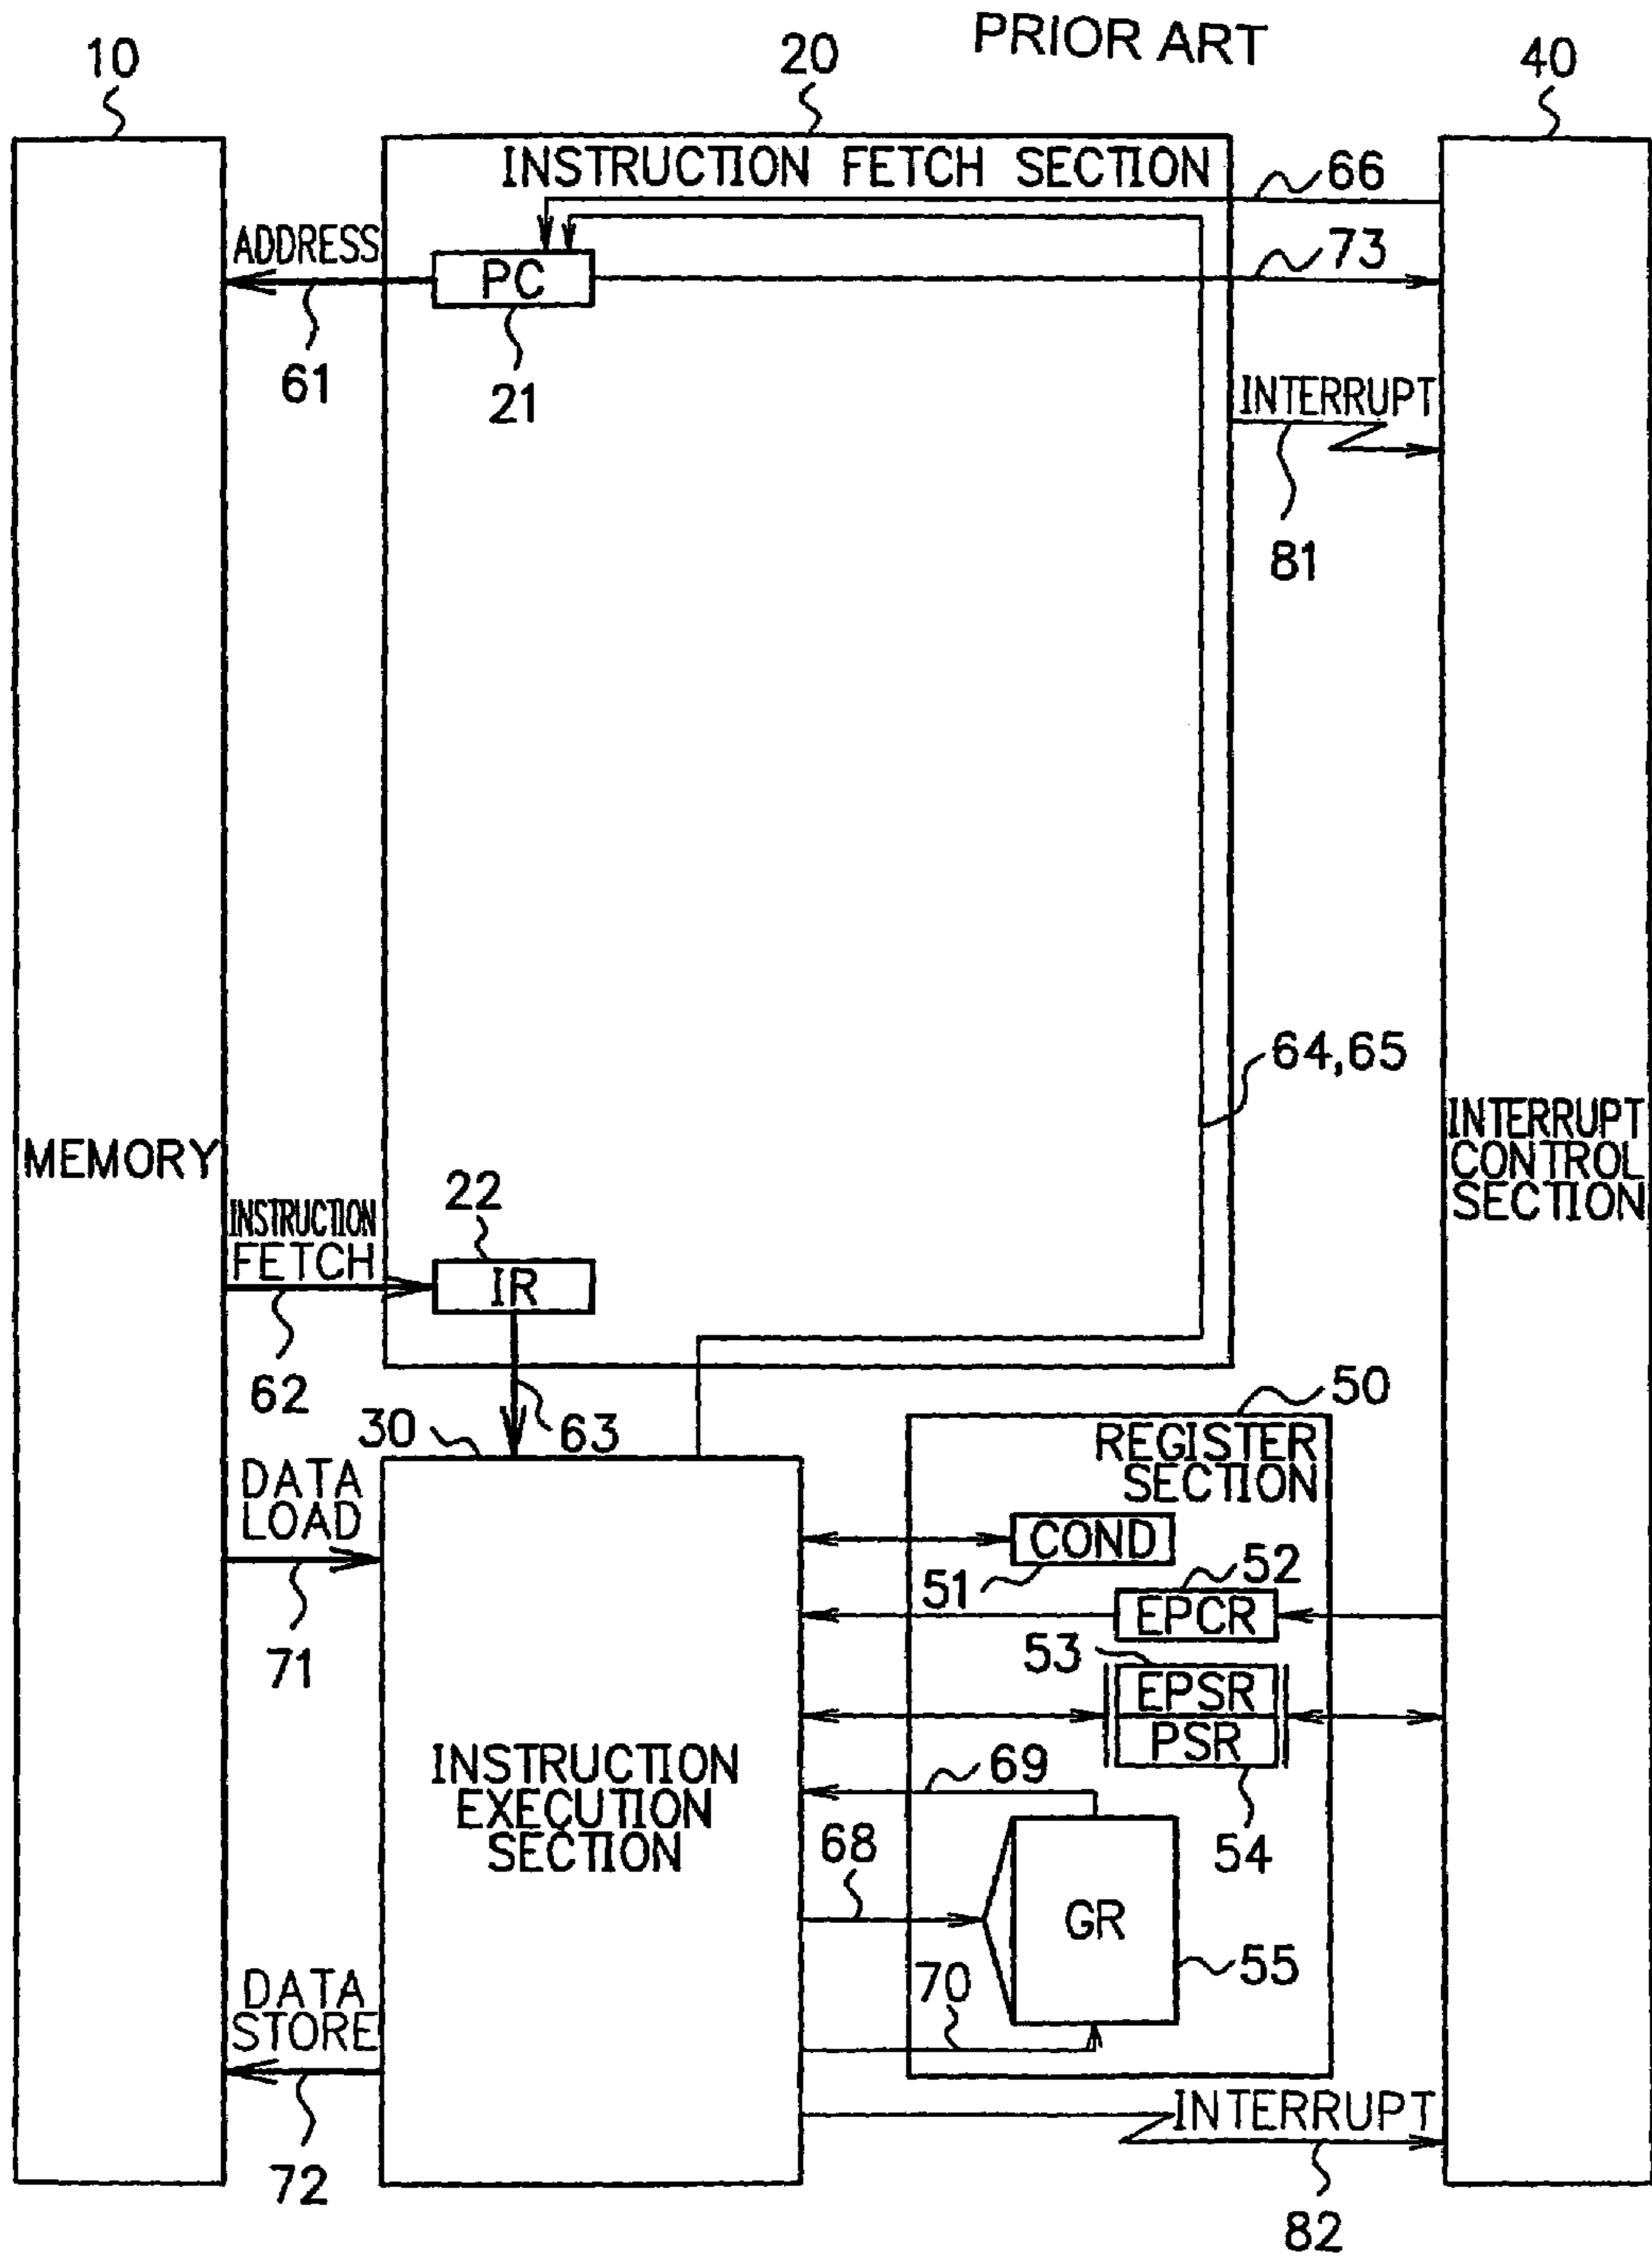 PRIOR ART
10
20
40
INSTRUCTION FETCH SECTION
66
ADDRESS
PC
73
61
21
INTERRUPT
81
64,65
MEMORY
INTERRUPT
CONTROL
SECTION
22
INSTRUCTION
FETCH
IR
62
63
30
50
REGISTER
SECTION
DATA
LOAD
COND
51
52
EPCR
71
53
EPSR
PSR
54
INSTRUCTION
EXECUTION
SECTION
69
68
GR
55
70
DATA
STORE
72
INTERRUPT
82